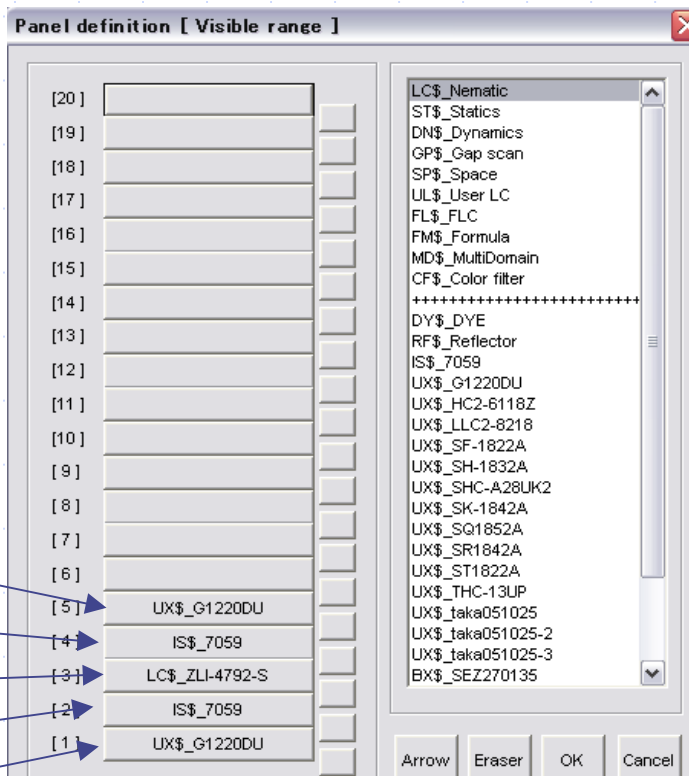 Panel definition [ Visible range ]
[20 ]
[19 ]
[18 ]
[17 ]
[16 ]
[15 ]
[14 ]
[13 ]
[12 ]
[11 ]
[10 ]
[ 9 ]
[ 8 ]
[ 7 ]
[ 6 ]
[ 5 ] UX$_G1220DU
[ 4 ] IS$_7059
[ 3 ] LC$_ZLI-4792-S
[ 2 ] IS$_7059
[ 1 ] UX$_G1220DU
LC$_Nematic
ST$_Statics
DN$_Dynamics
GP$_Gap scan
SP$_Space
UL$_User LC
FL$_FLC
FM$_Formula
MD$_MultiDomain
CF$_Color filter
++++++++++++++++++++++++++
DY$_DYE
RF$_Reflector
IS$_7059
UX$_G1220DU
UX$_HC2-6118Z
UX$_LLC2-8218
UX$_SF-1822A
UX$_SH-1832A
UX$_SHC-A28UK2
UX$_SK-1842A
UX$_SQ1852A
UX$_SR1842A
UX$_ST1822A
UX$_THC-13UP
UX$_taka051025
UX$_taka051025-2
UX$_taka051025-3
BX$_SEZ270135
Arrow Eraser OK Cancel